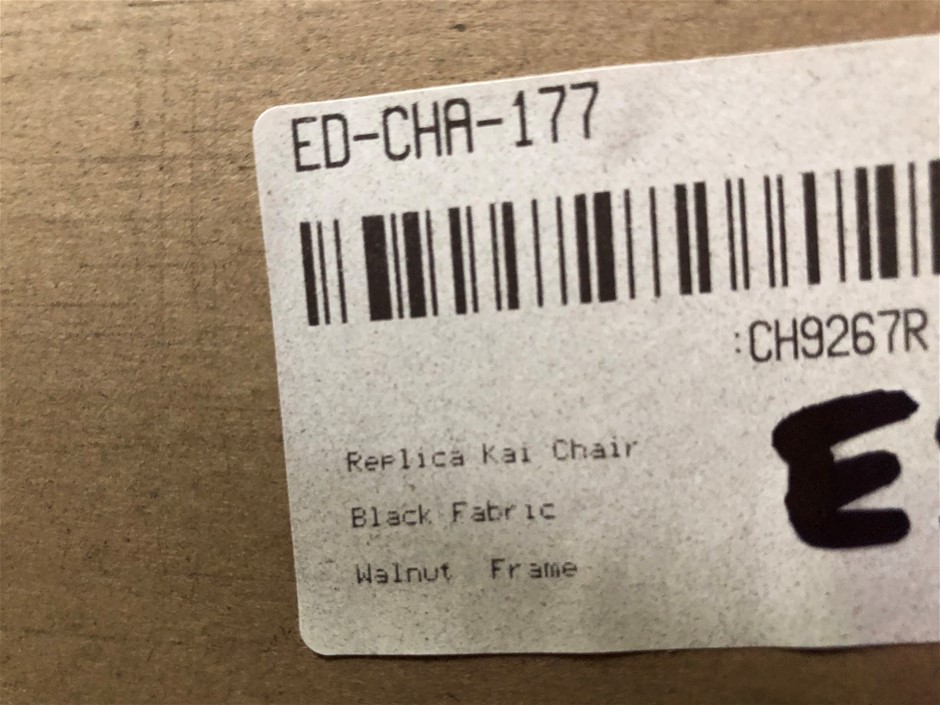 ED-CHA-177
:CH9267R
E
Replica Kai Chair
Black Fabric
Walnut Frame